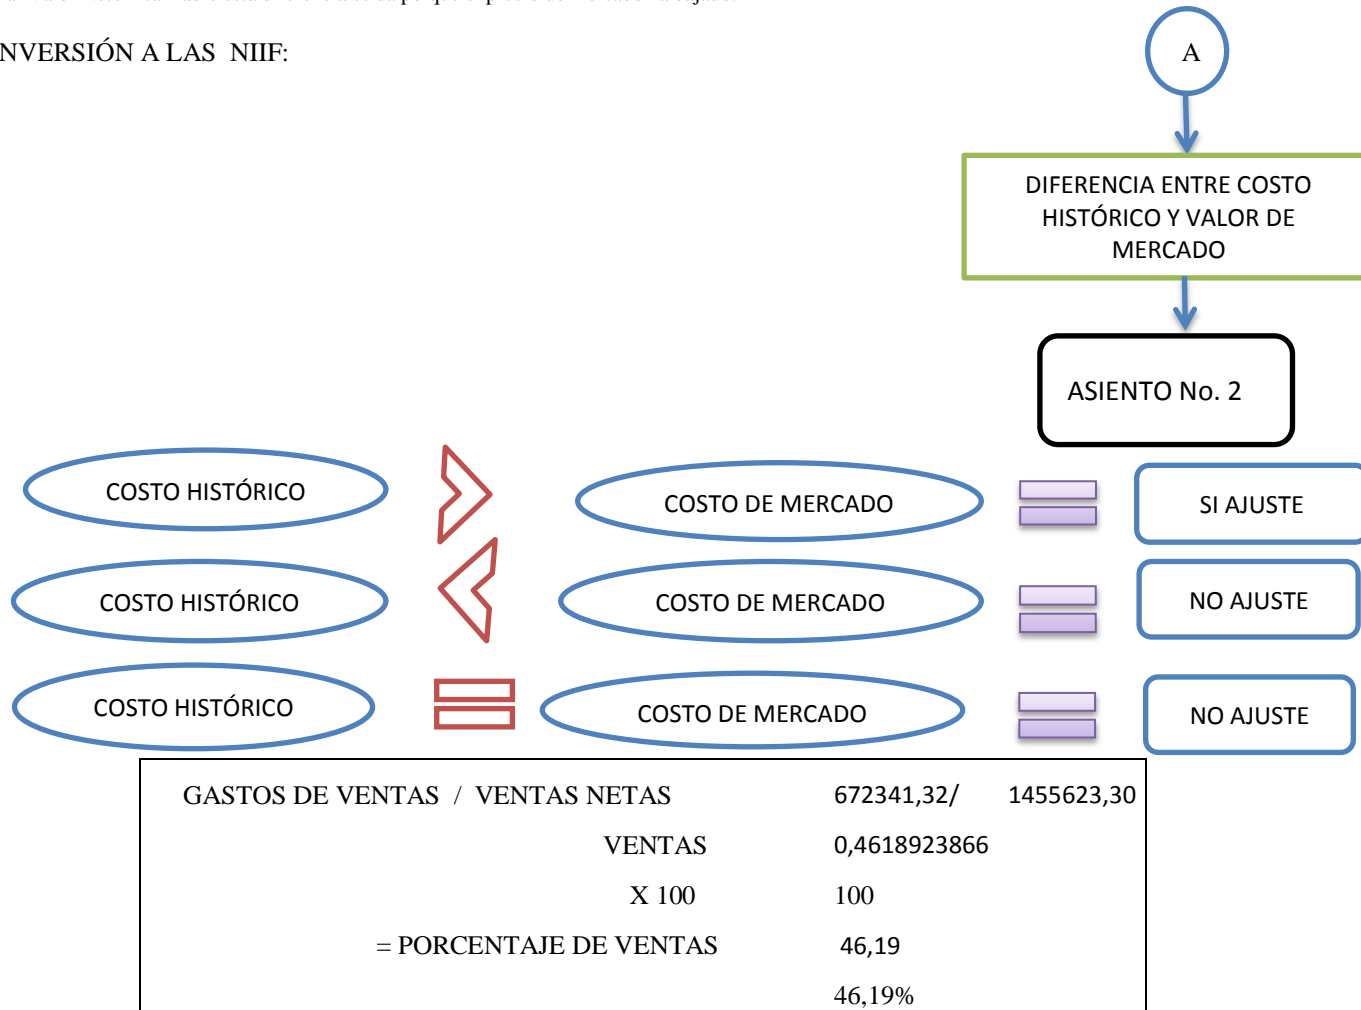 NVERSIÓN A LAS NIIF:
A
DIFERENCIA ENTRE COSTO
HISTÓRICO Y VALOR DE
MERCADO
ASIENTO No. 2
COSTO HISTÓRICO COSTO DE MERCADO SI AJUSTE
COSTO HISTÓRICO COSTO DE MERCADO NO AJUSTE
COSTO HISTÓRICO COSTO DE MERCADO NO AJUSTE
GASTOS DE VENTAS / VENTAS NETAS 672341,32/ 1455623,30
VENTAS 0,4618923866
X 100 100
= PORCENTAJE DE VENTAS 46,19
46,19%